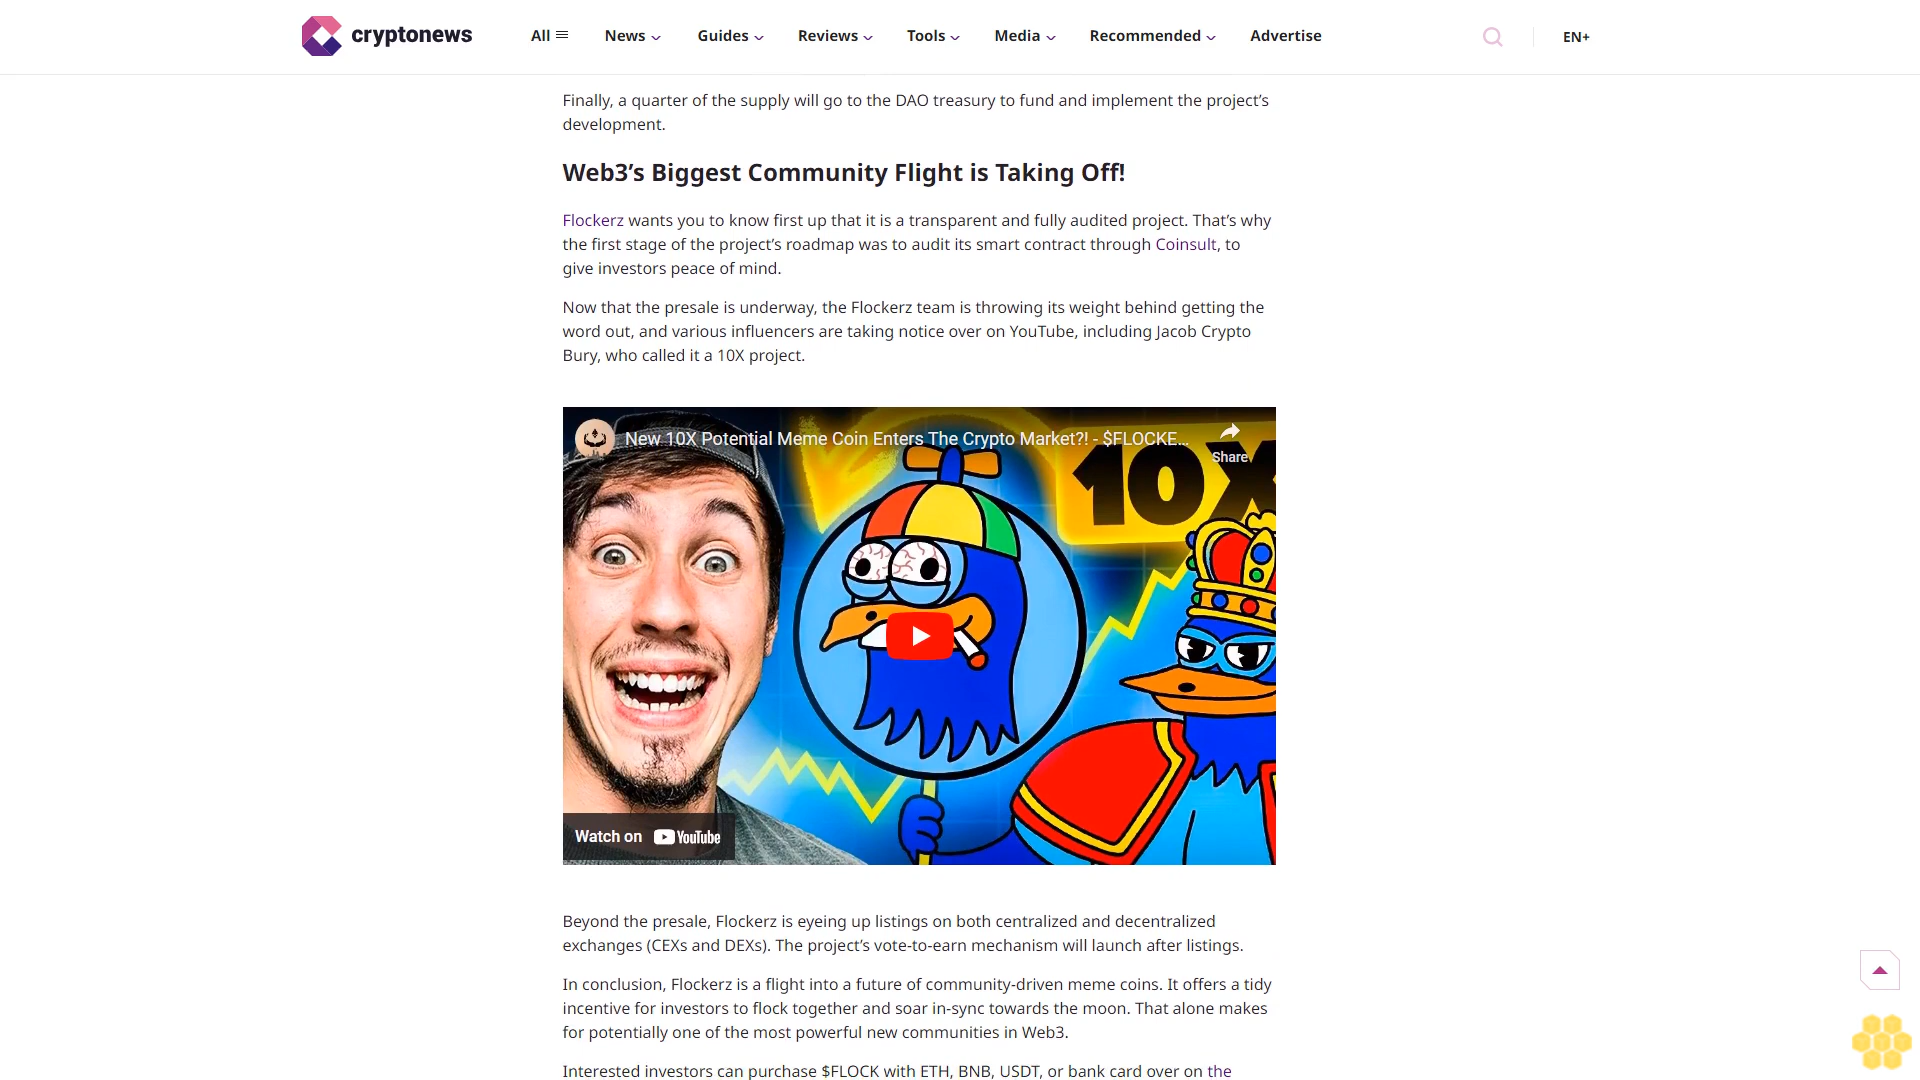 cryptonews
All
News
Guides
Reviews
Tools
Media
Recommended
Advertise
EN+
Finally, a quarter of the supply will go to the DAO treasury to fund and implement the project’s
development.
Web3’s Biggest Community Flight is Taking Off!
Flockerz wants you to know first up that it is a transparent and fully audited project. That’s why
the first stage of the project’s roadmap was to audit its smart contract through Coinsult, to
give investors peace of mind.
Now that the presale is underway, the Flockerz team is throwing its weight behind getting the
word out, and various influencers are taking notice over on YouTube, including Jacob Crypto
Bury, who called it a 10X project.
New 10X Potential Meme Coin Enters The Crypto Market?! - $FLOCKE...
Share
10X
Watch on YouTube
Beyond the presale, Flockerz is eyeing up listings on both centralized and decentralized
exchanges (CEXs and DEXs). The project’s vote-to-earn mechanism will launch after listings.
In conclusion, Flockerz is a flight into a future of community-driven meme coins. It offers a tidy
incentive for investors to flock together and soar in-sync towards the moon. That alone makes
for potentially one of the most powerful new communities in Web3.
Interested investors can purchase $FLOCK with ETH, BNB, USDT, or bank card over on the